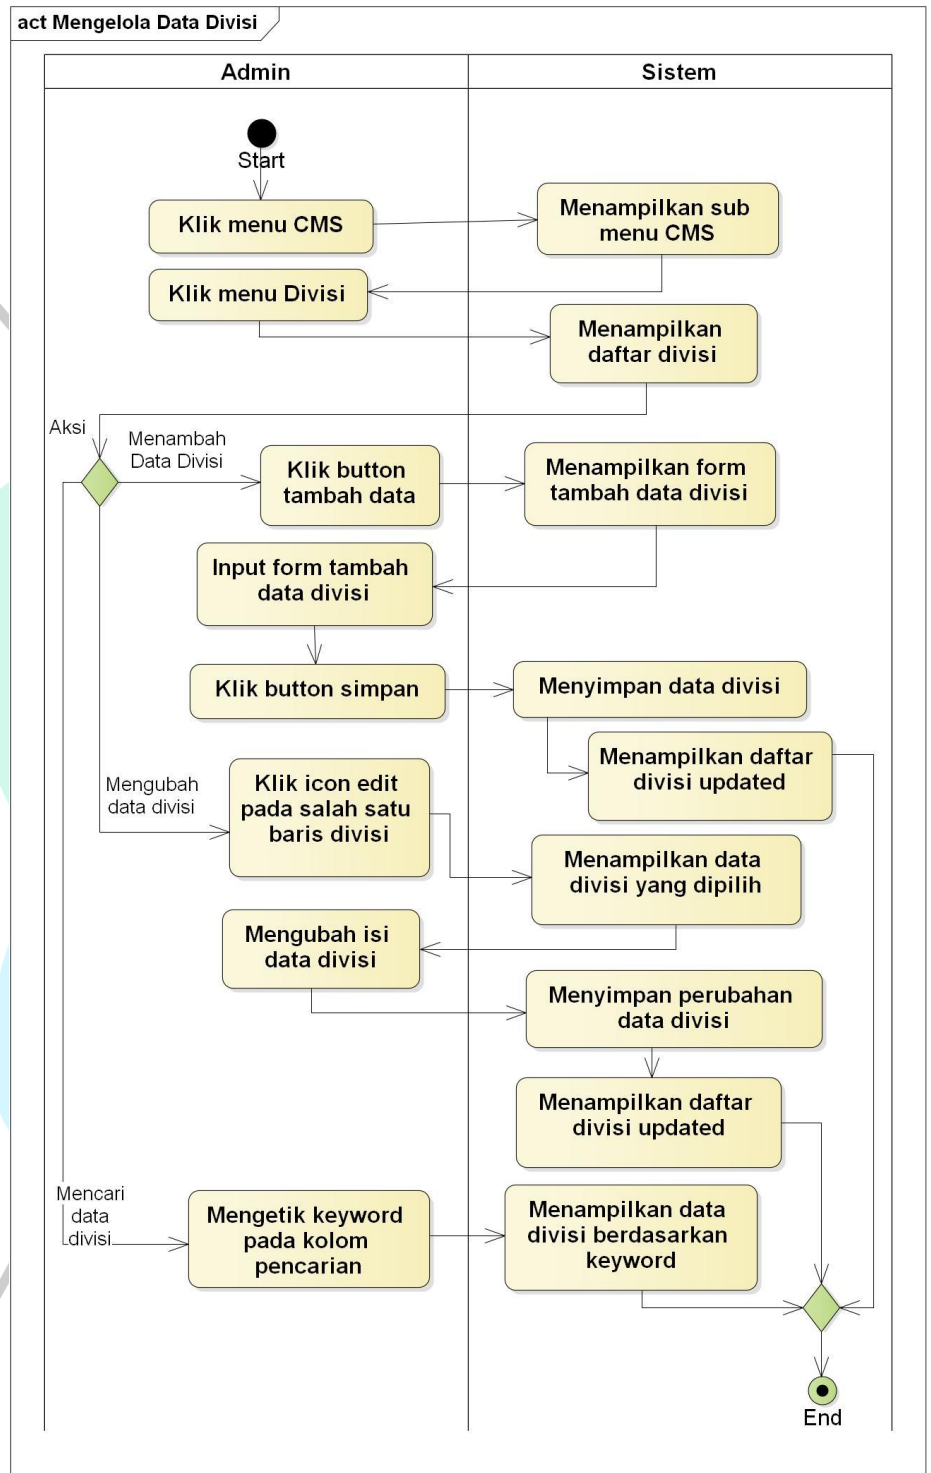 act Mengelola Data Divisi
Admin
Sistem
Start
Klik menu CMS
Menampilkan sub
menu CMS
Klik menu Divisi
Menampilkan
daftar divisi
Aksi
Menambah
Data Divisi
Klik button
tambah data
Menampilkan form
tambah data divisi
Input form tambah
data divisi
Klik button simpan
Menyimpan data divisi
Menampilkan daftar
divisi updated
Mengubah
data divisi
Klik icon edit
pada salah satu
baris divisi
Menampilkan data
divisi yang dipilih
Mengubah isi
data divisi
Menyimpan perubahan
data divisi
Menampilkan daftar
divisi updated
Mencari
data
divisi
Mengetik keyword
pada kolom
pencarian
Menampilkan data
divisi berdasarkan
keyword
End